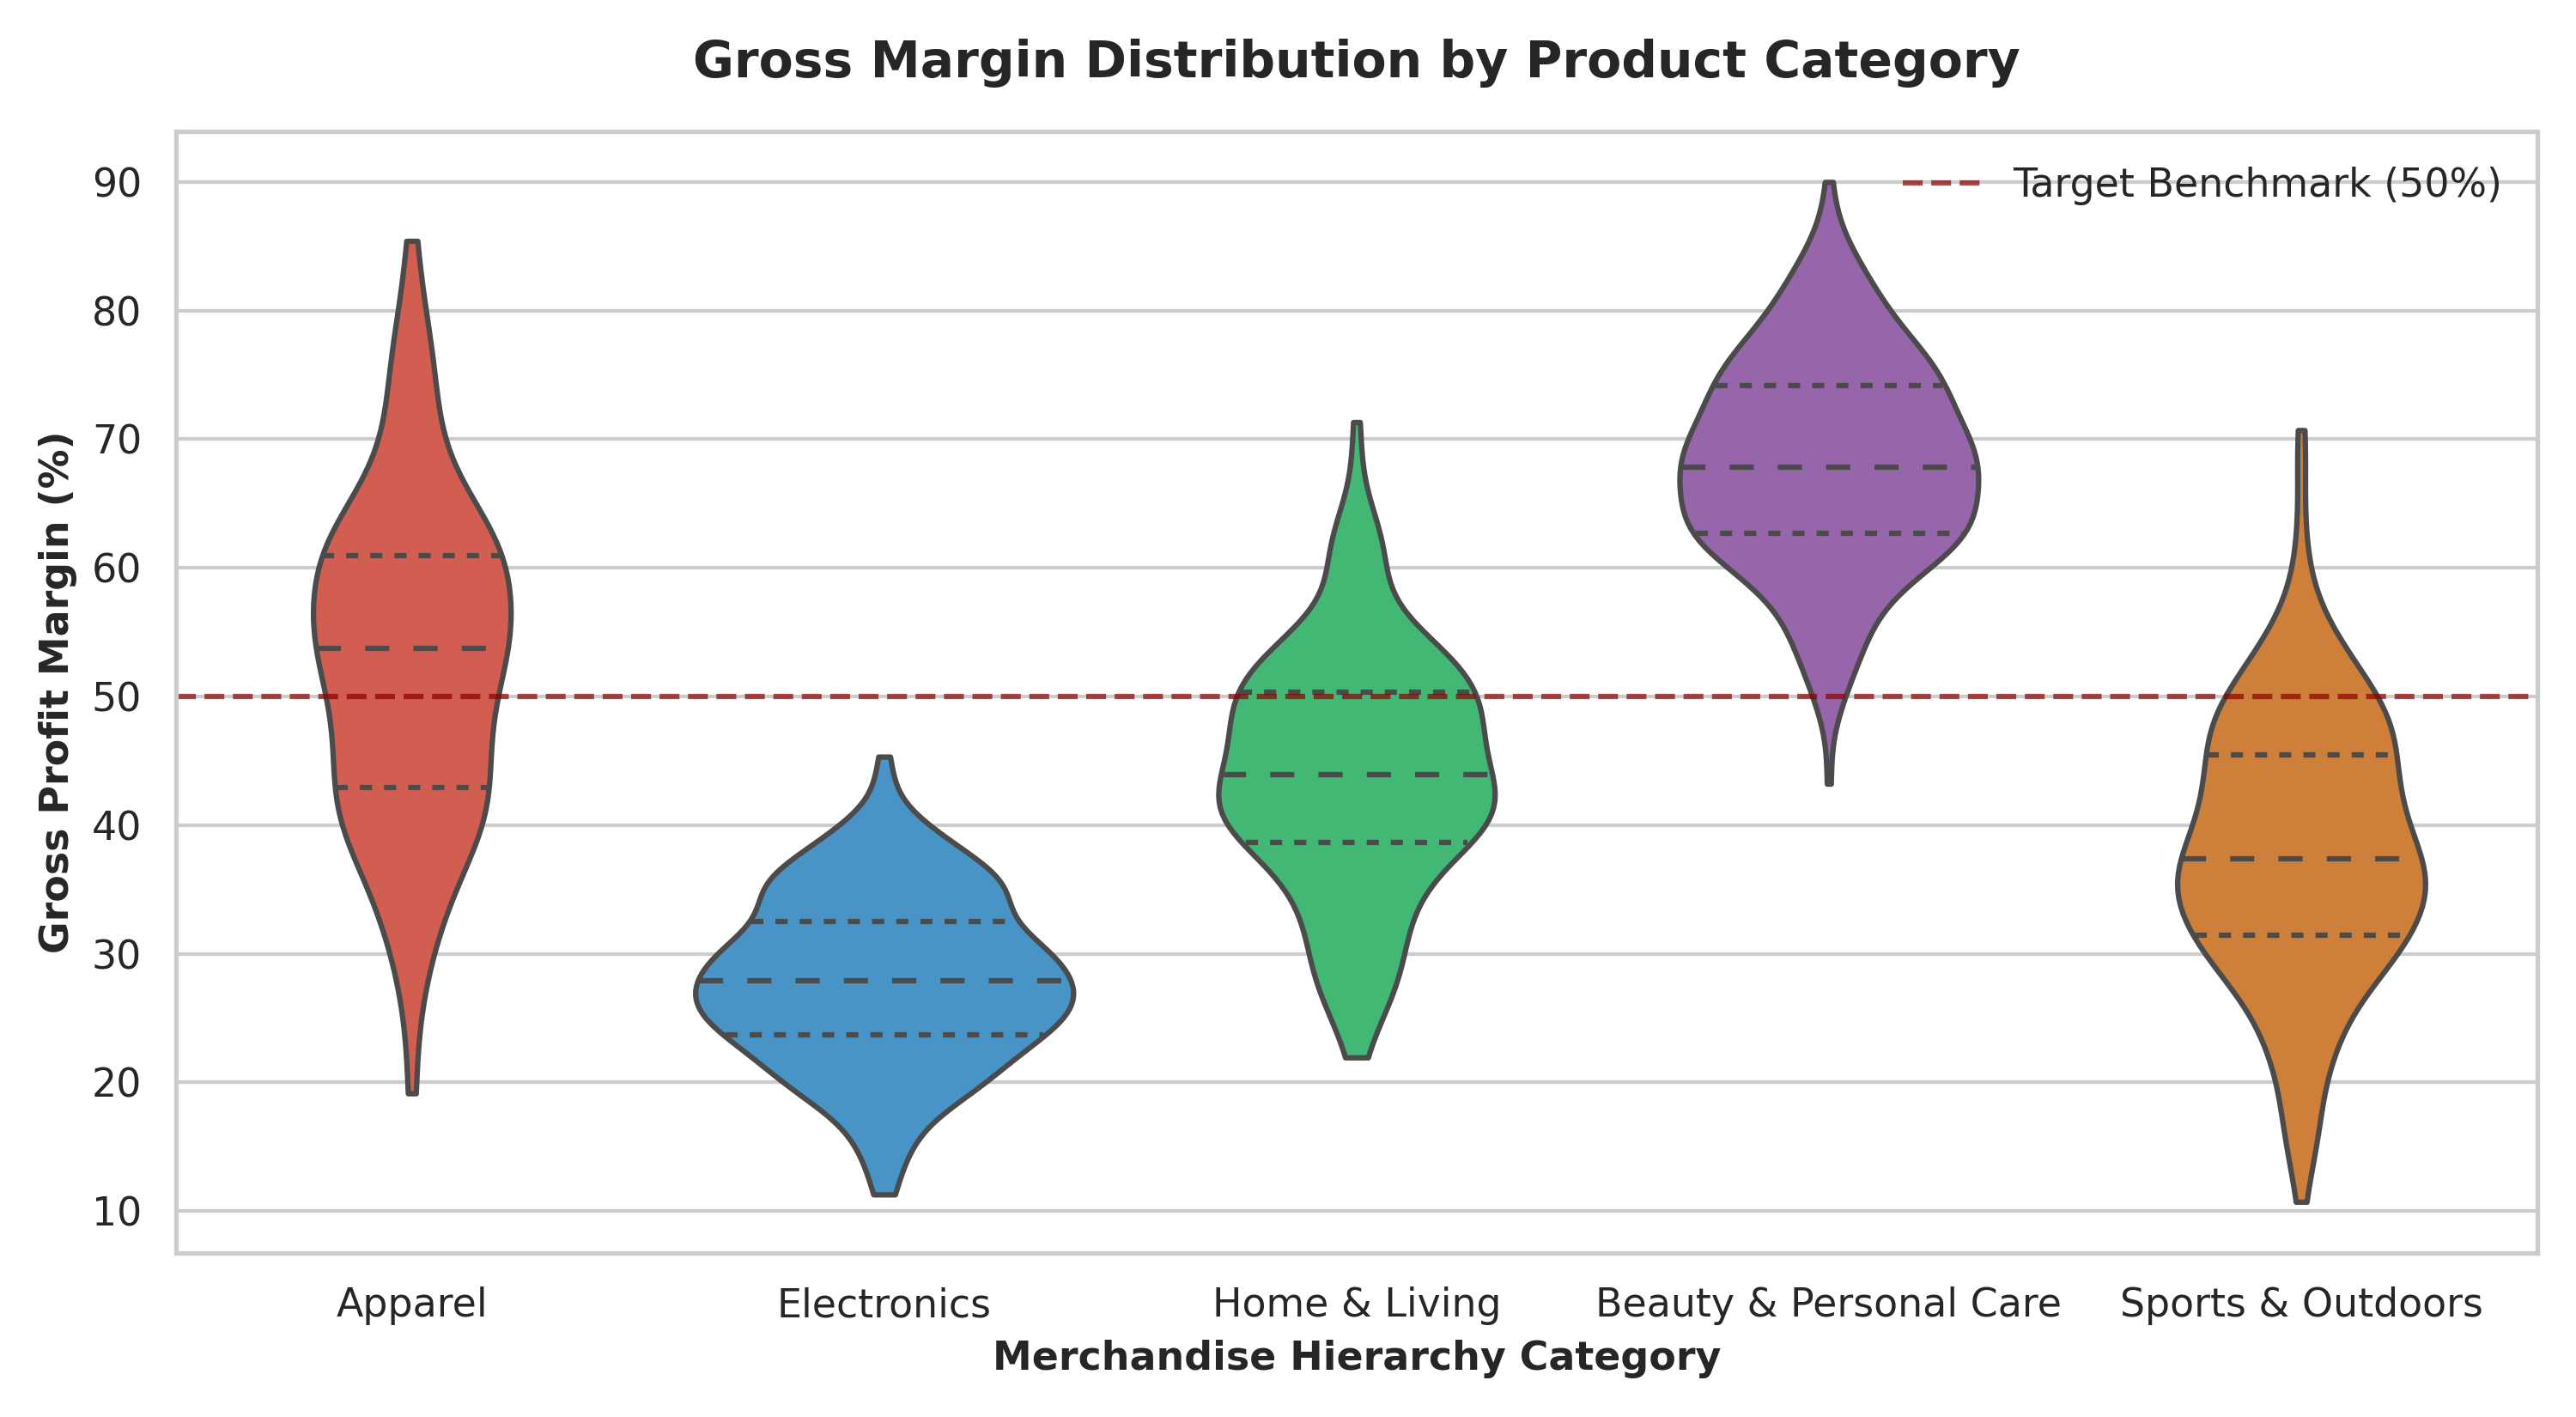 Gross Margin Distribution by Product Category
Target Benchmark (50%)
Gross Profit Margin (%)
90
80
70
60
50
40
30
20
10
Apparel
Electronics
Home & Living
Beauty & Personal Care
Sports & Outdoors
Merchandise Hierarchy Category